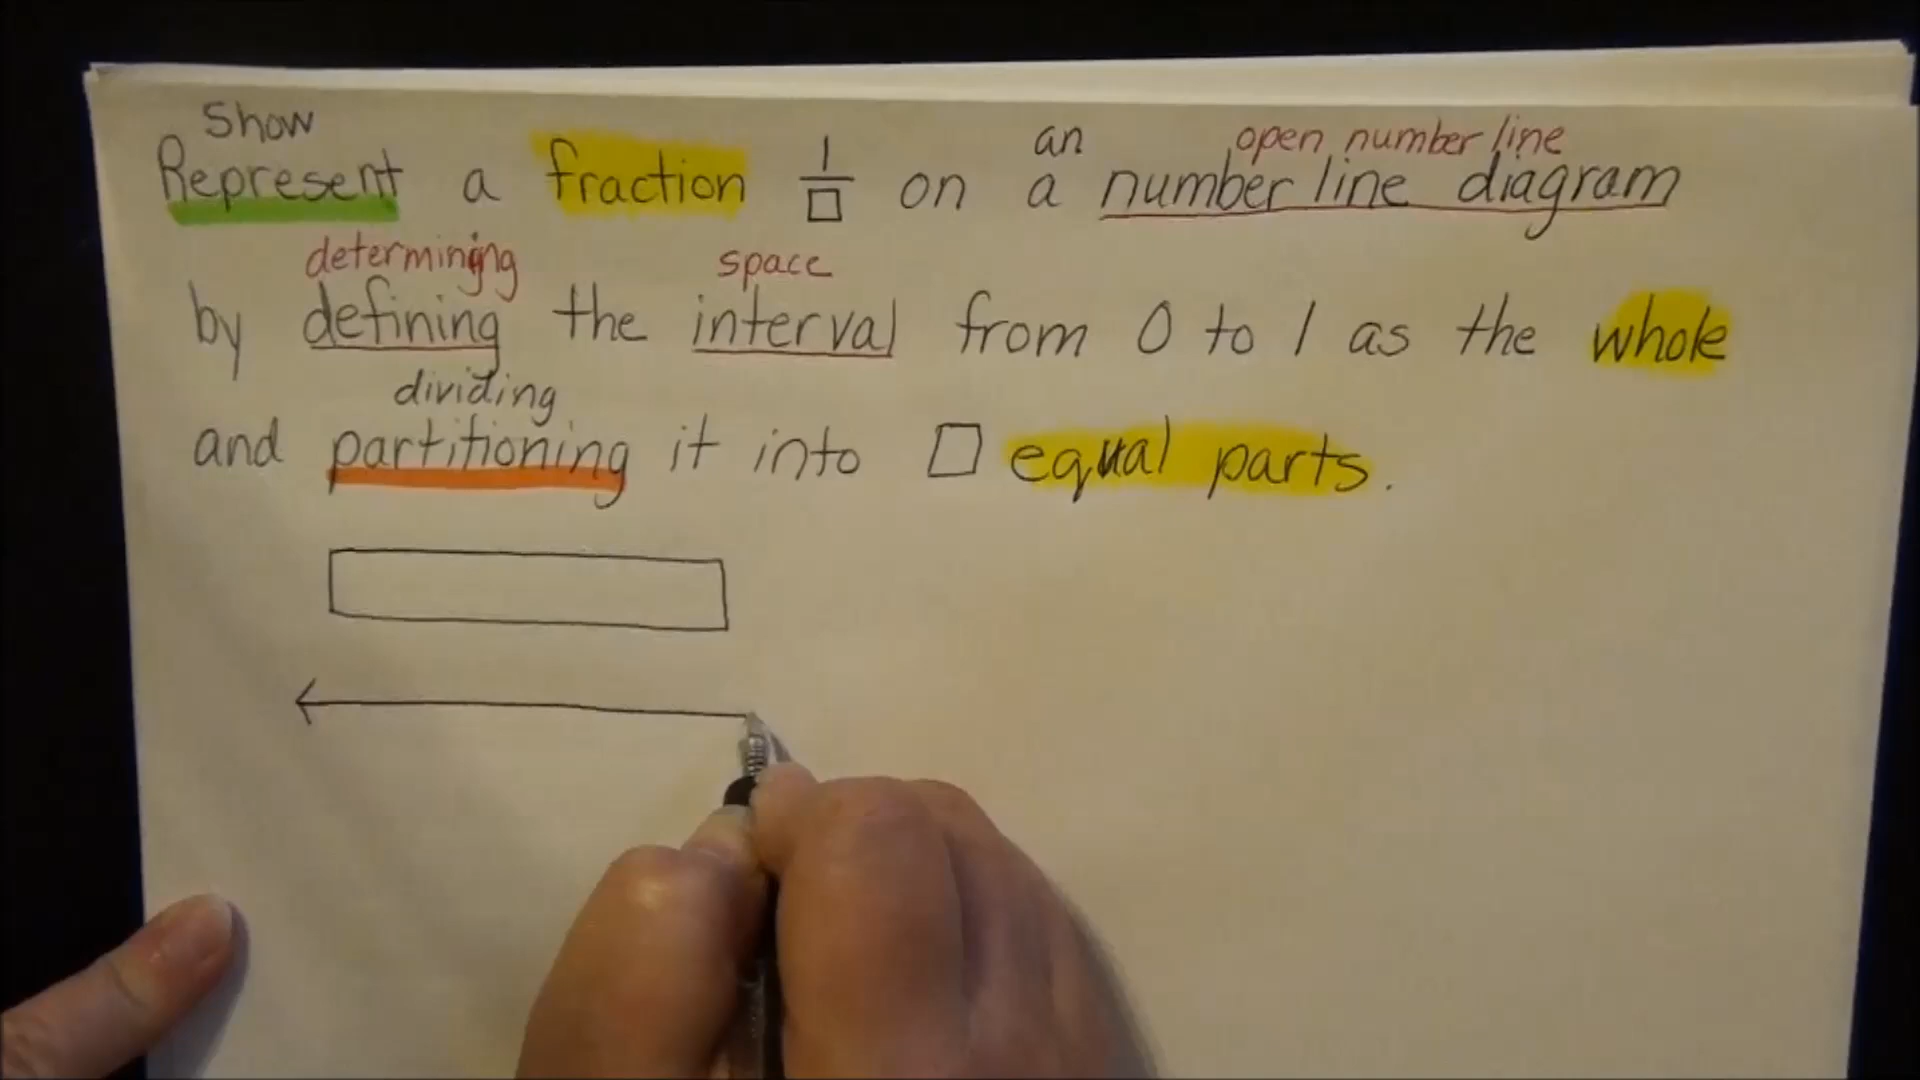 Show
an open number line
Represent a fraction 1/□ on a number line diagram
determining space
by defining the interval from 0 to 1 as the whole
dividing
and partitioning it into □ equal parts.